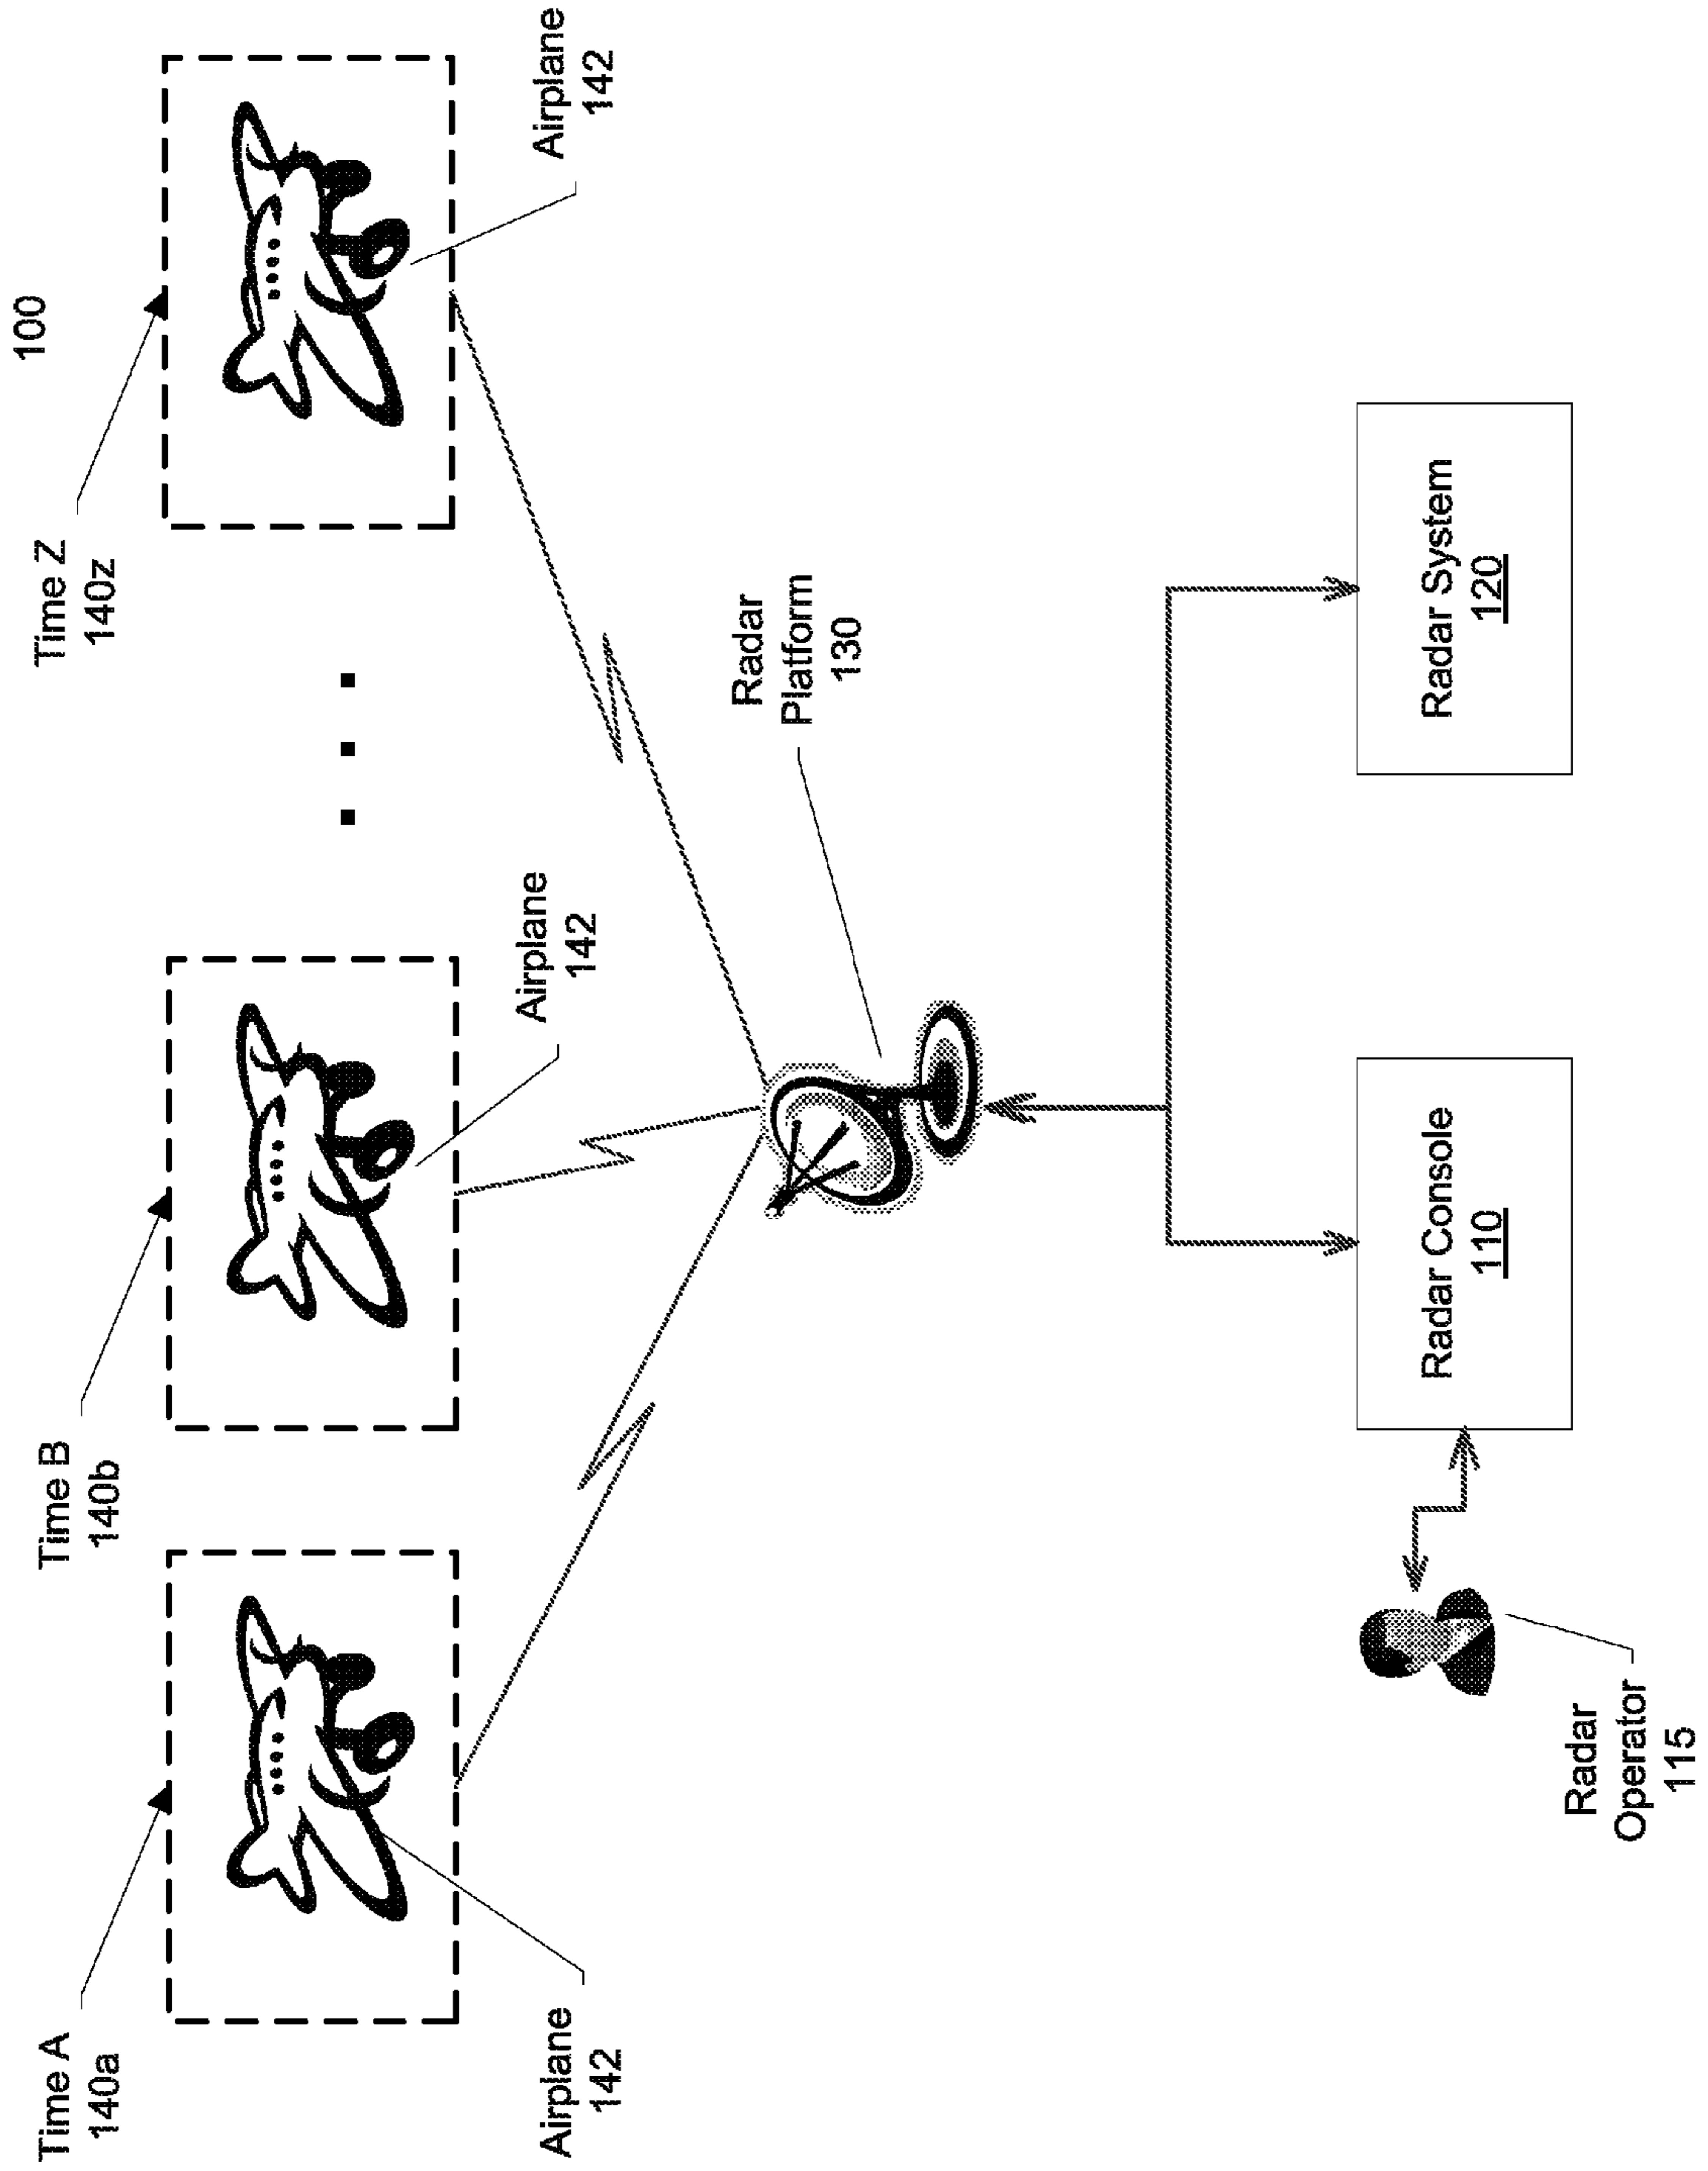 100
Time A
140a
Time B
140b
Time Z
140z
Airplane
142
Airplane
142
Airplane
142
Radar
Platform
130
Radar
Operator
115
Radar Console
110
Radar System
120